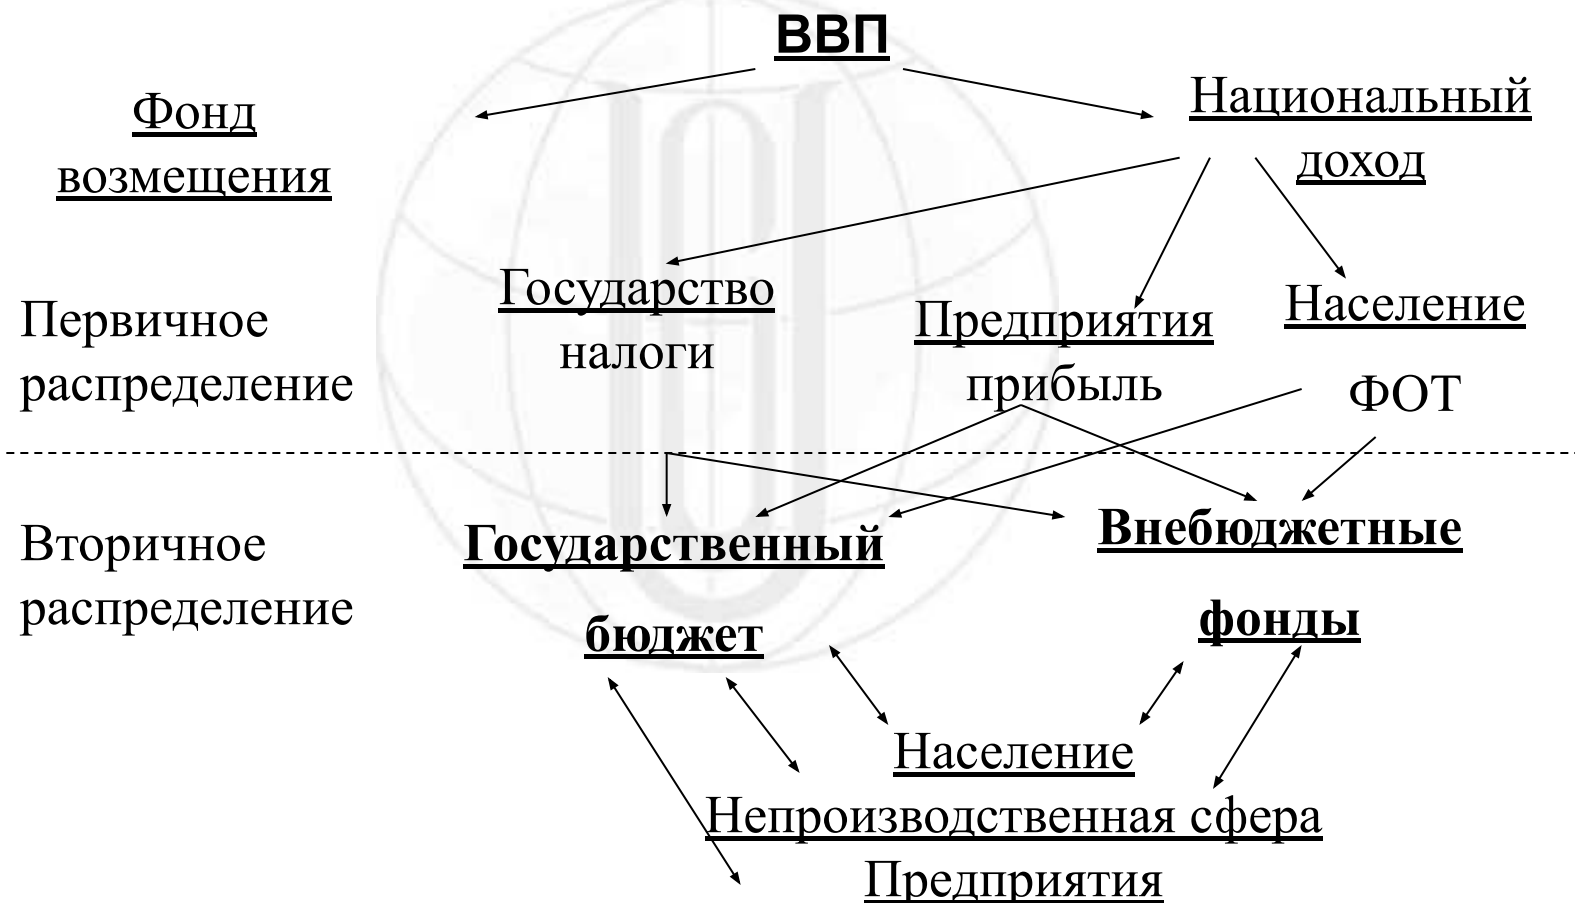 ВВП
Фонд
возмещения
Национальный
доход
Первичное
распределение
Государство
налоги
Предприятия
прибыль
Население
ФОТ
Вторичное
распределение
Государственный
бюджет
Внебюджетные
фонды
Население
Непроизводственная сфера
Предприятия